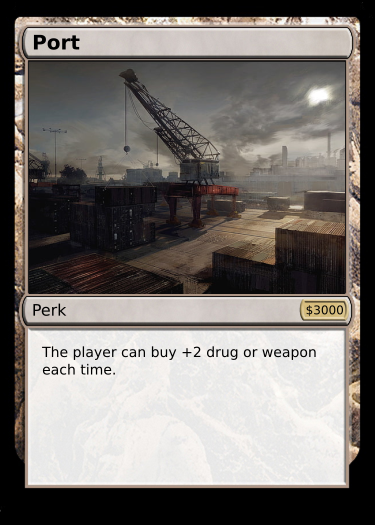 Port
Perk
$3000
The player can buy +2 drug or weapon
each time.